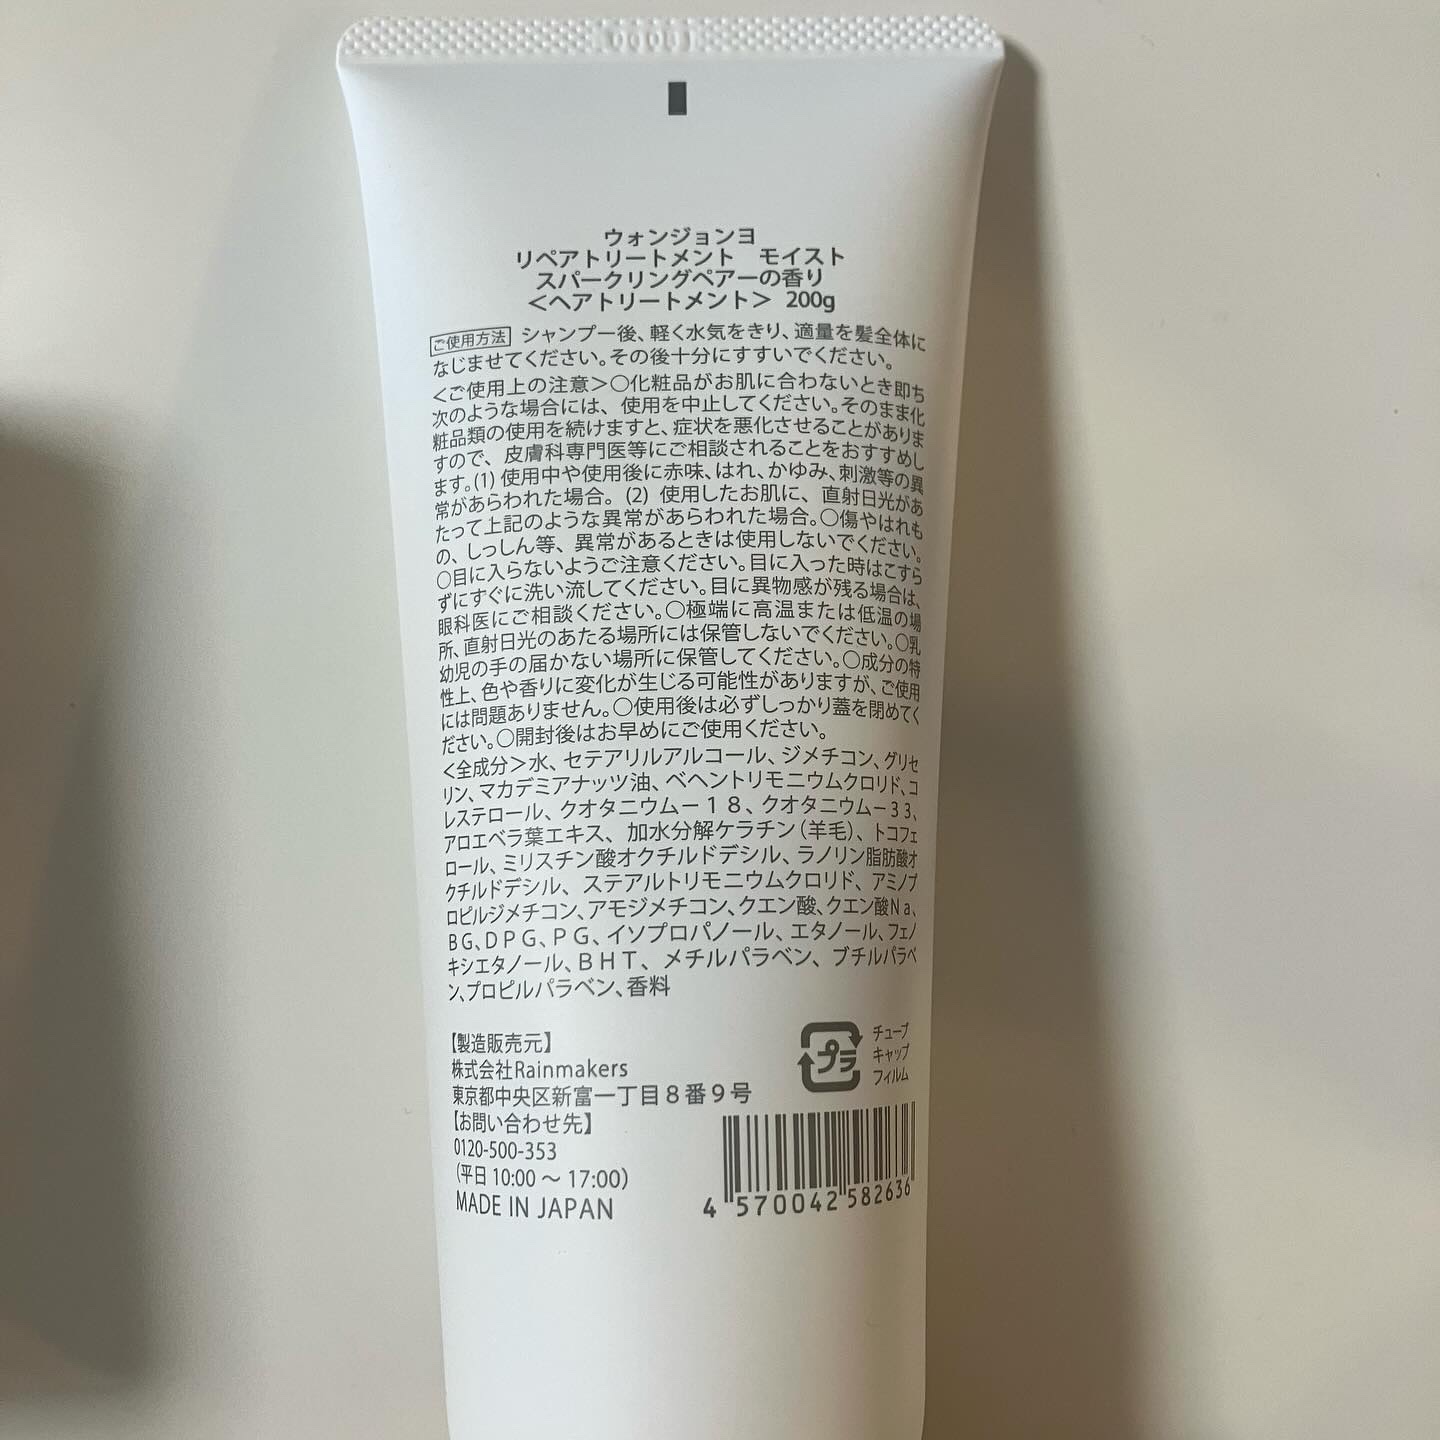 00001
ウォンジョンヨ
リペアトリートメント　モイスト
スパークリングペアーの香り
＜ヘアトリートメント＞ 200g
ご使用方法 シャンプー後、軽く水気をきり、適量を髪全体に
なじませてください。その後十分にすすいでください。
＜ご使用上の注意＞○化粧品がお肌に合わないとき即ち
次のような場合には、使用を中止してください。そのまま化
粧品類の使用を続けますと、症状を悪化させることがありま
すので、皮膚科専門医等にご相談されることをおすすめし
ます。(1) 使用中や使用後に赤味、はれ、かゆみ、刺激等の異
常があらわれた場合。(2) 使用したお肌に、直射日光があ
たって上記のような異常があらわれた場合。○傷やはれも
の、しっしん等、異常があるときは使用しないでください。
○目に入らないようご注意ください。目に入った時はこすら
ずにすぐに洗い流してください。目に異物感が残る場合は、
眼科医にご相談ください。○極端に高温または低温の場
所、直射日光のあたる場所には保管しないでください。○乳
幼児の手の届かない場所に保管してください。○成分の特
性上、色や香りに変化が生じる可能性がありますが、ご使用
には問題ありません。○使用後は必ずしっかり蓋を閉めてく
ださい。○開封後はお早めにご使用ください。
＜全成分＞水、セテアリルアルコール、ジメチコン、グリセ
リン、マカデミアナッツ油、ベヘントリモニウムクロリド、コ
レステロール、クオタニウムー１８、クオタニウムー３３、
アロエベラ葉エキス、加水分解ケラチン（羊毛）、トコフェ
ロール、ミリスチン酸オクチルドデシル、ラノリン脂肪酸オ
クチルドデシル、ステアルトリモニウムクロリド、アミノプ
ロピルジメチコン、アモジメチコン、クエン酸、クエン酸Ｎａ、
ＢＧ、ＤＰＧ、ＰＧ、イソプロパノール、エタノール、フェノ
キシエタノール、ＢＨＴ、メチルパラベン、ブチルパラベ
ン、プロピルパラベン、香料
【製造販売元】
株式会社Rainmakers
東京都中央区新富一丁目８番９号
【お問い合わせ先】
0120-500-353
（平日 10:00 〜 17:00）
MADE IN JAPAN
プラ
チューブ
キャップ
フィルム
4 570042 582636